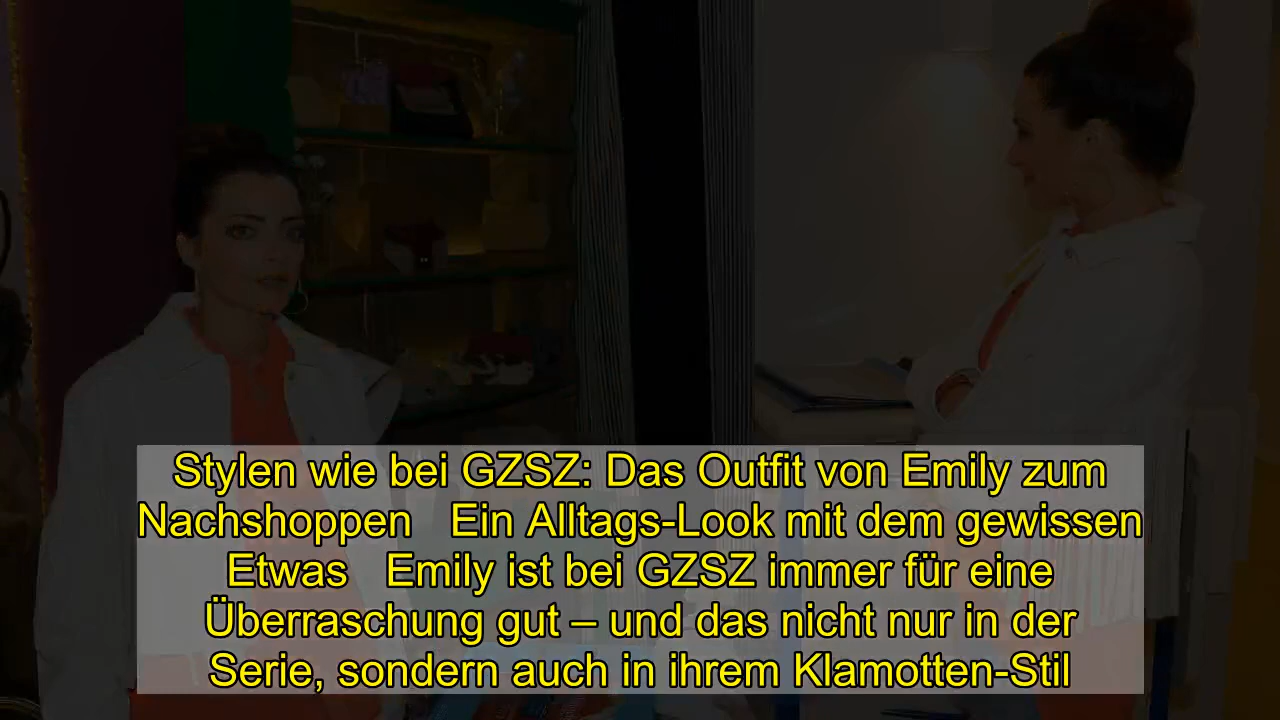 Stylen wie bei GZSZ: Das Outfit von Emily zum
Nachshoppen   Ein Alltags-Look mit dem gewissen
Etwas   Emily ist bei GZSZ immer für eine
Überraschung gut – und das nicht nur in der
Serie, sondern auch in ihrem Klamotten-Stil